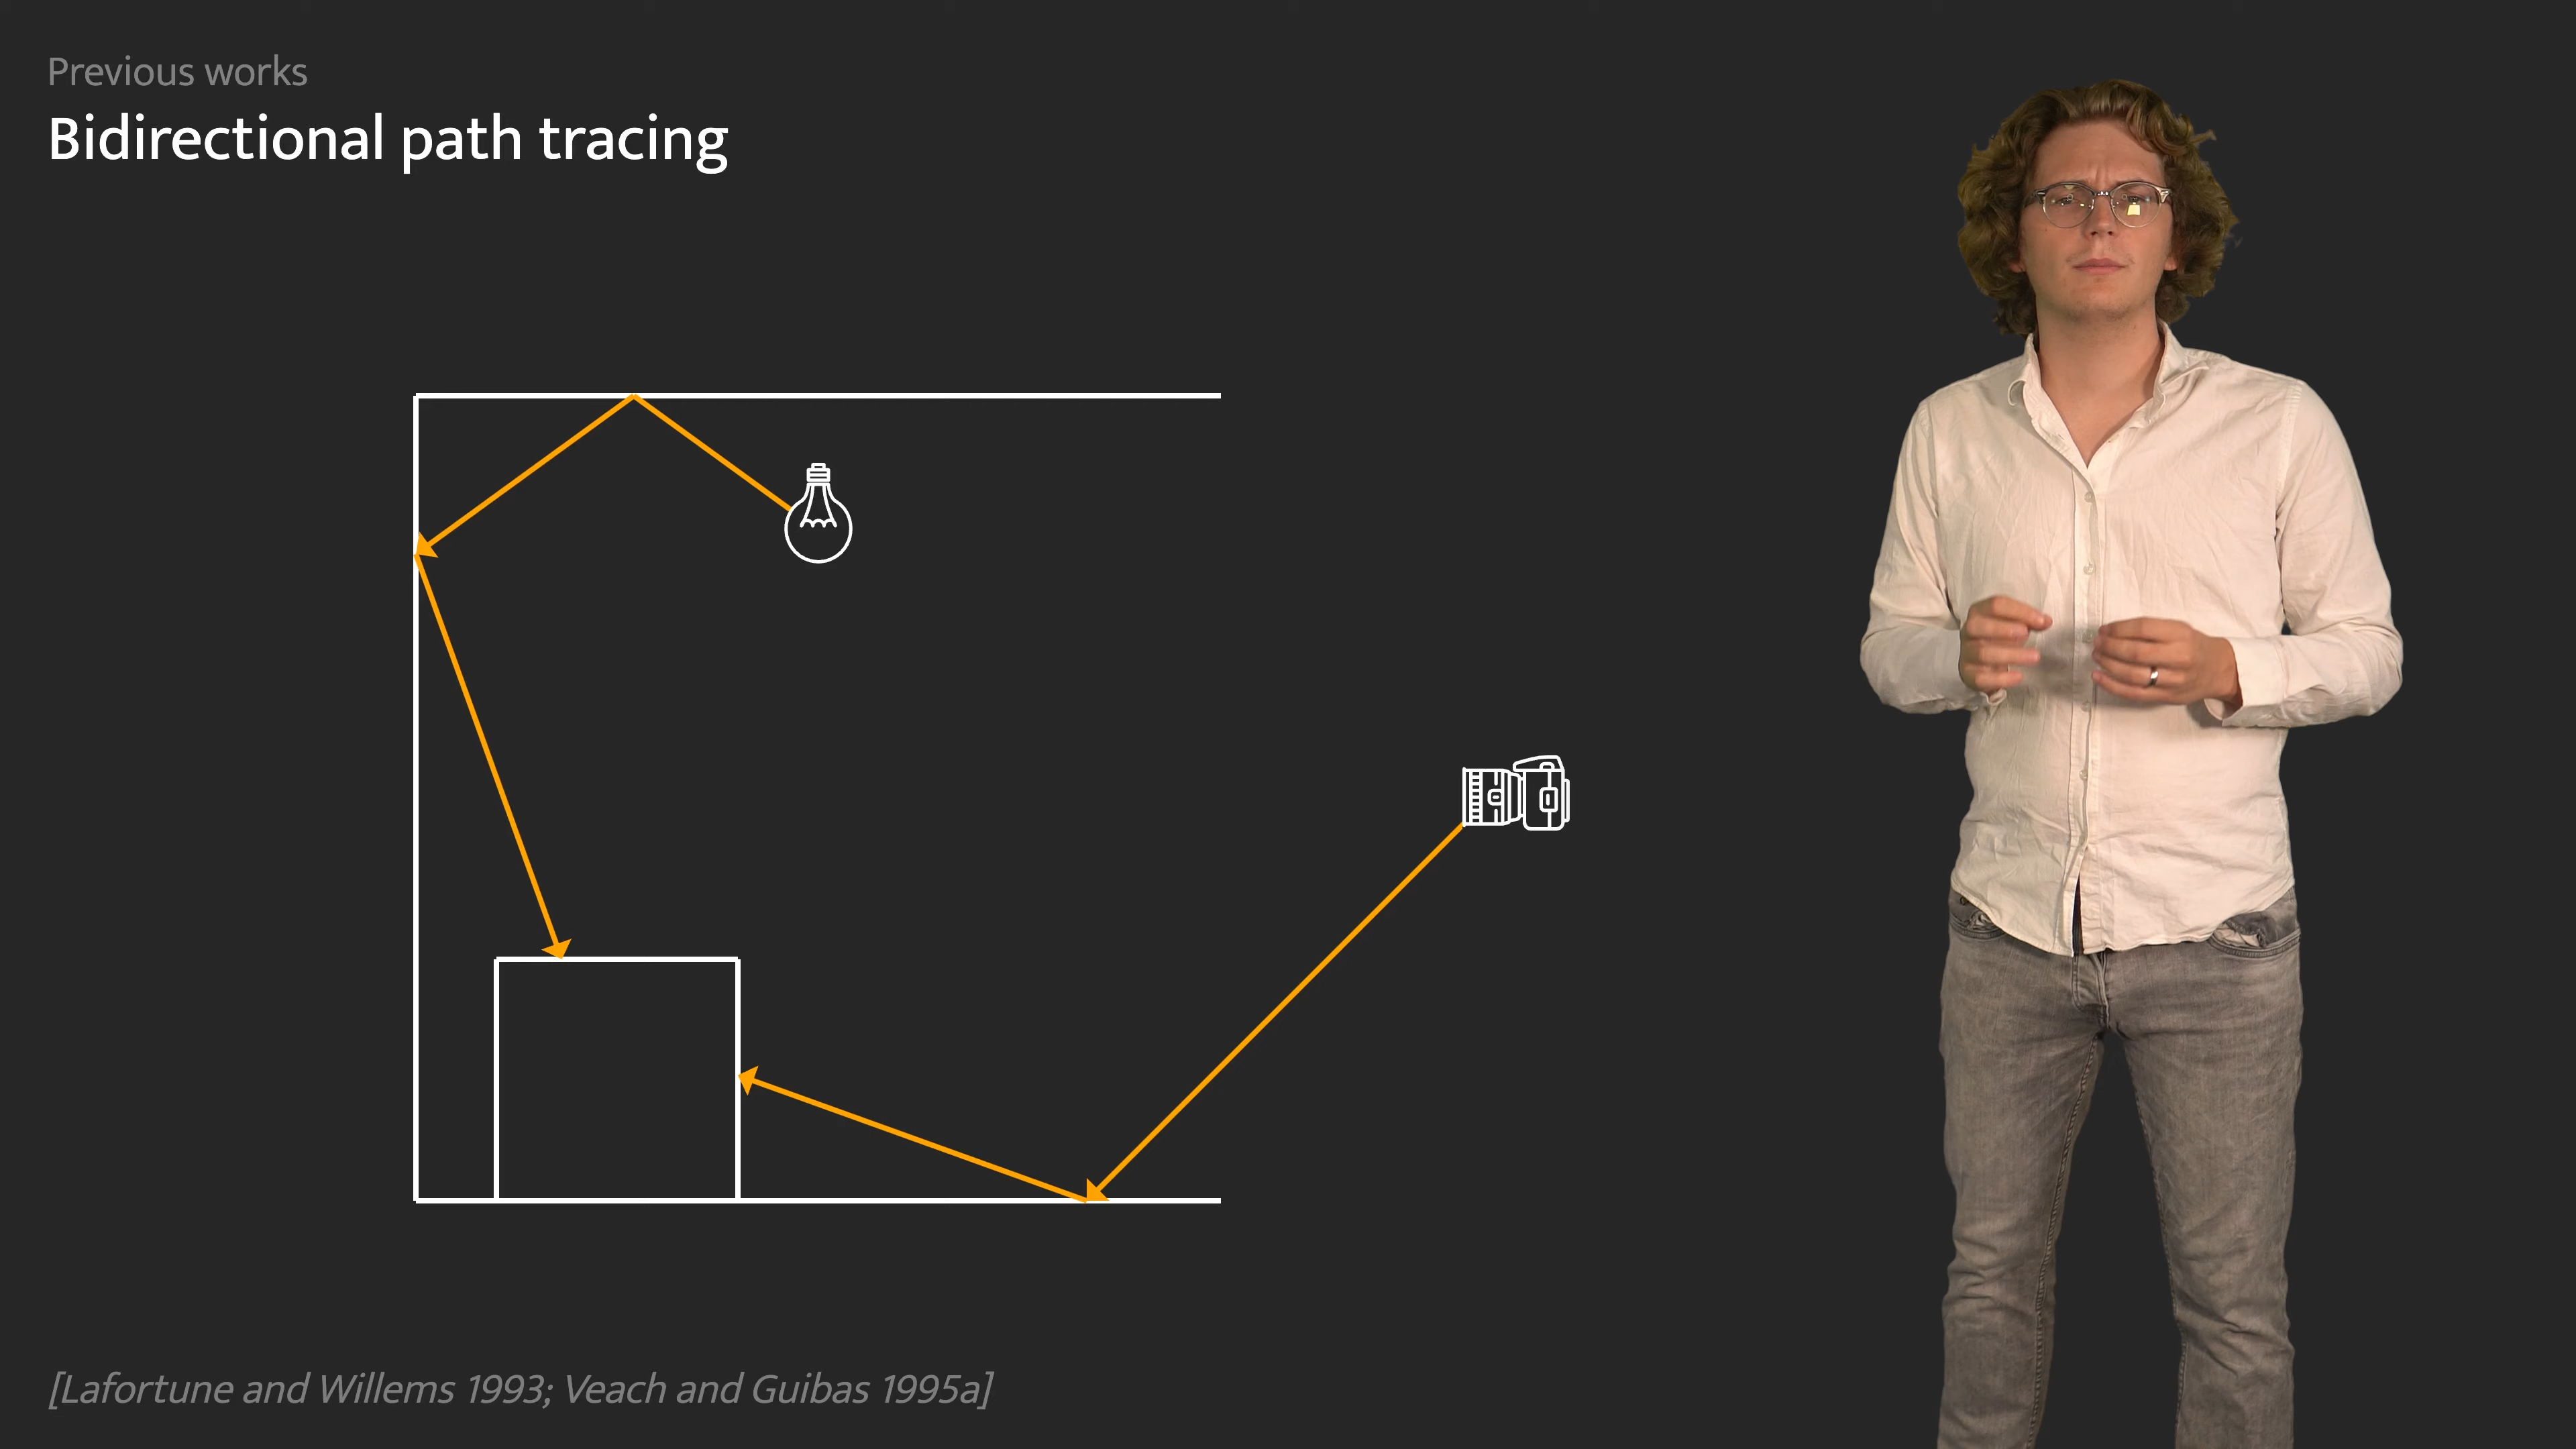 Previous works
Bidirectional path tracing
[Lafortune and Willems 1993; Veach and Guibas 1995a]